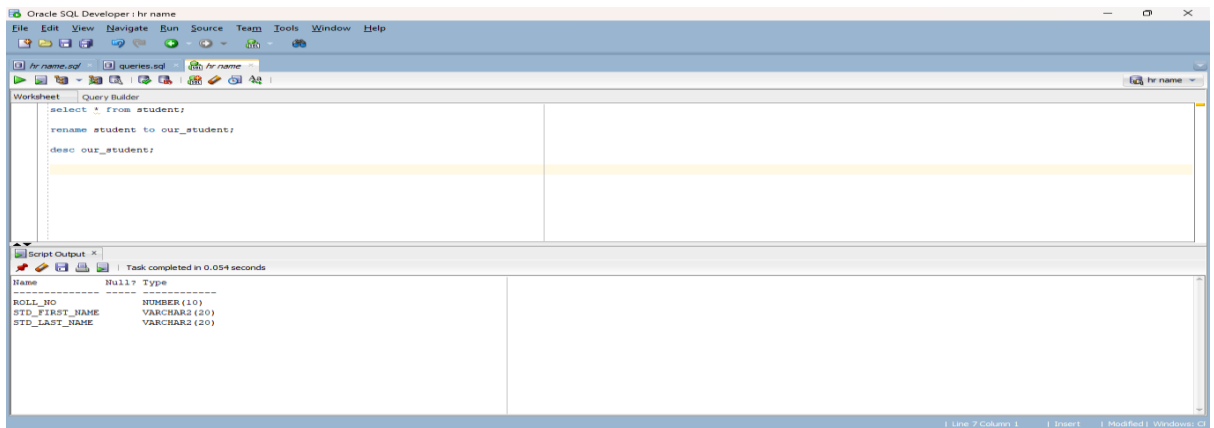 Oracle SQL Developer : hr name
File Edit View Navigate Run Source Team Tools Window Help
hr name.sql queries.sql hr name
hr name
Worksheet Query Builder
select * from student;
rename student to our_student;
desc our_student;
Script Output ×
Task completed in 0.054 seconds
Name Null? Type
-------------- ----- ------------
ROLL_NO NUMBER(10)
STD_FIRST_NAME VARCHAR2(20)
STD_LAST_NAME VARCHAR2(20)
| Line 7 Column 1 | Insert | Modified | Windows: Cl